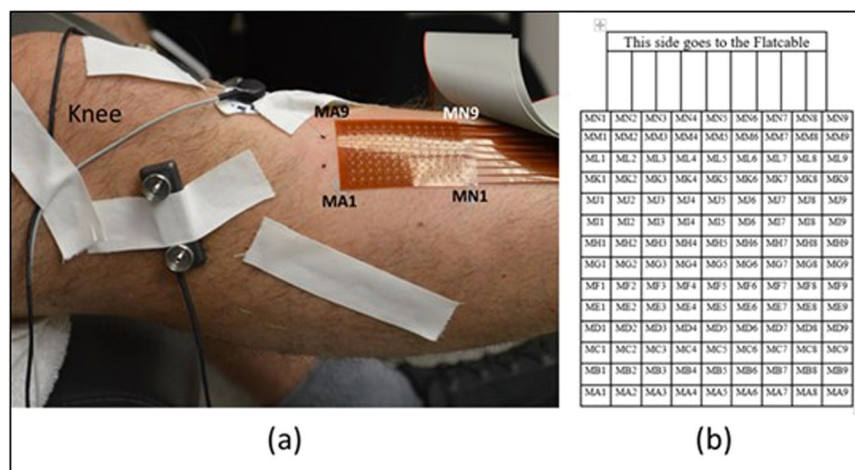 Knee
MA9
MN9
MA1
MN1
This side goes to the Flatcable
MN1 MN2 MN3 MN4 MN5 MN6 MN7 MN8 MN9
MM1 MM2 MM3 MM4 MM5 MM6 MM7 MM8 MM9
ML1 ML2 ML3 ML4 ML5 ML6 ML7 ML8 ML9
MK1 MK2 MK3 MK4 MK5 MK6 MK7 MK8 MK9
MJ1 MJ2 MJ3 MJ4 MJ5 MJ6 MJ7 MJ8 MJ9
MI1 MI2 MI3 MI4 MI5 MI6 MI7 MI8 MI9
MH1 MH2 MH3 MH4 MH5 MH6 MH7 MH8 MH9
MG1 MG2 MG3 MG4 MG5 MG6 MG7 MG8 MG9
MF1 MF2 MF3 MF4 MF5 MF6 MF7 MF8 MF9
ME1 ME2 ME3 ME4 ME5 ME6 ME7 ME8 ME9
MD1 MD2 MD3 MD4 MD5 MD6 MD7 MD8 MD9
MC1 MC2 MC3 MC4 MC5 MC6 MC7 MC8 MC9
MB1 MB2 MB3 MB4 MB5 MB6 MB7 MB8 MB9
MA1 MA2 MA3 MA4 MA5 MA6 MA7 MA8 MA9
(a)
(b)